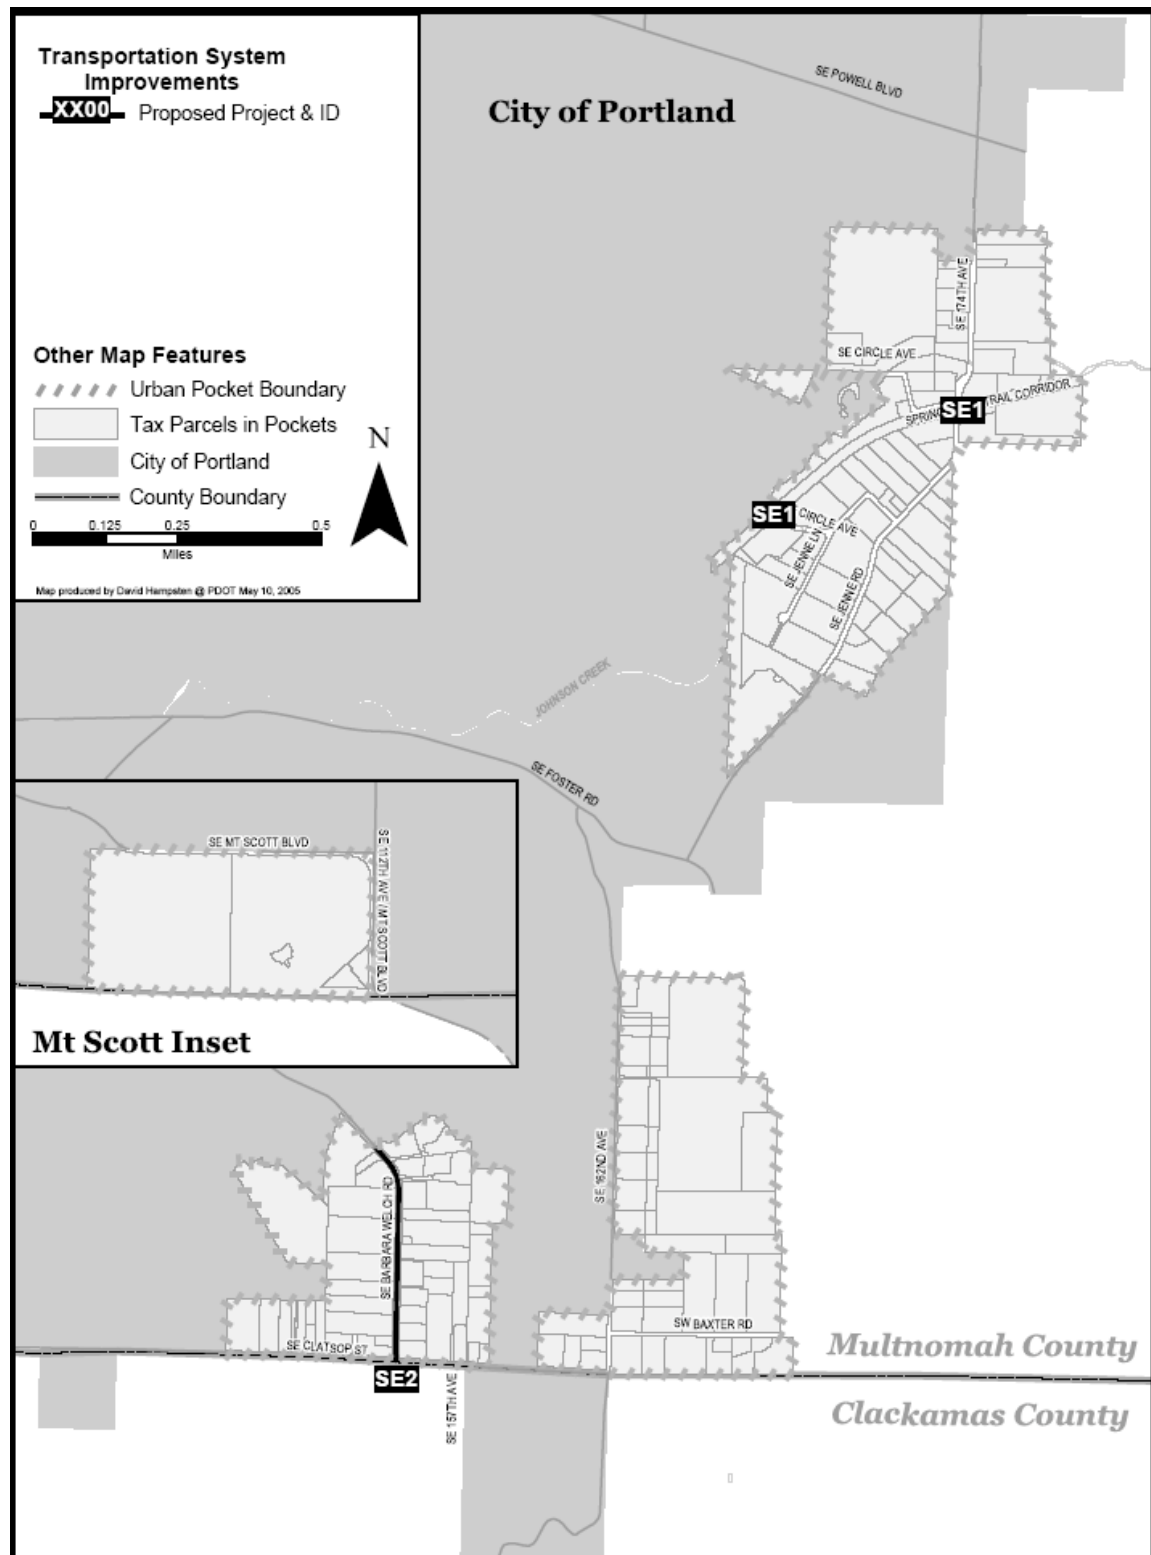 Transportation System
Improvements
XX00 Proposed Project & ID
Other Map Features
Urban Pocket Boundary
Tax Parcels in Pockets
City of Portland
County Boundary
N
0 0.125 0.25 0.5
Miles
Map produced by David Hampsten @ PDOT May 10, 2005
City of Portland
SE POWELL BLVD
SE 174TH AVE
SE CIRCLE AVE
SPRING
TRAIL CORRIDOR
SE1
SE1
CIRCLE AVE
SE JENNE LN
SE JENNE RD
JOHNSON CREEK
SE FOSTER RD
SE MT SCOTT BLVD
SE 112TH AVE / MT SCOTT BLVD
Mt Scott Inset
SE 162ND AVE
SE BARBARA WELCH RD
SE CLATSOP ST
SW BAXTER RD
SE2
SE 157TH AVE
Multnomah County
Clackamas County